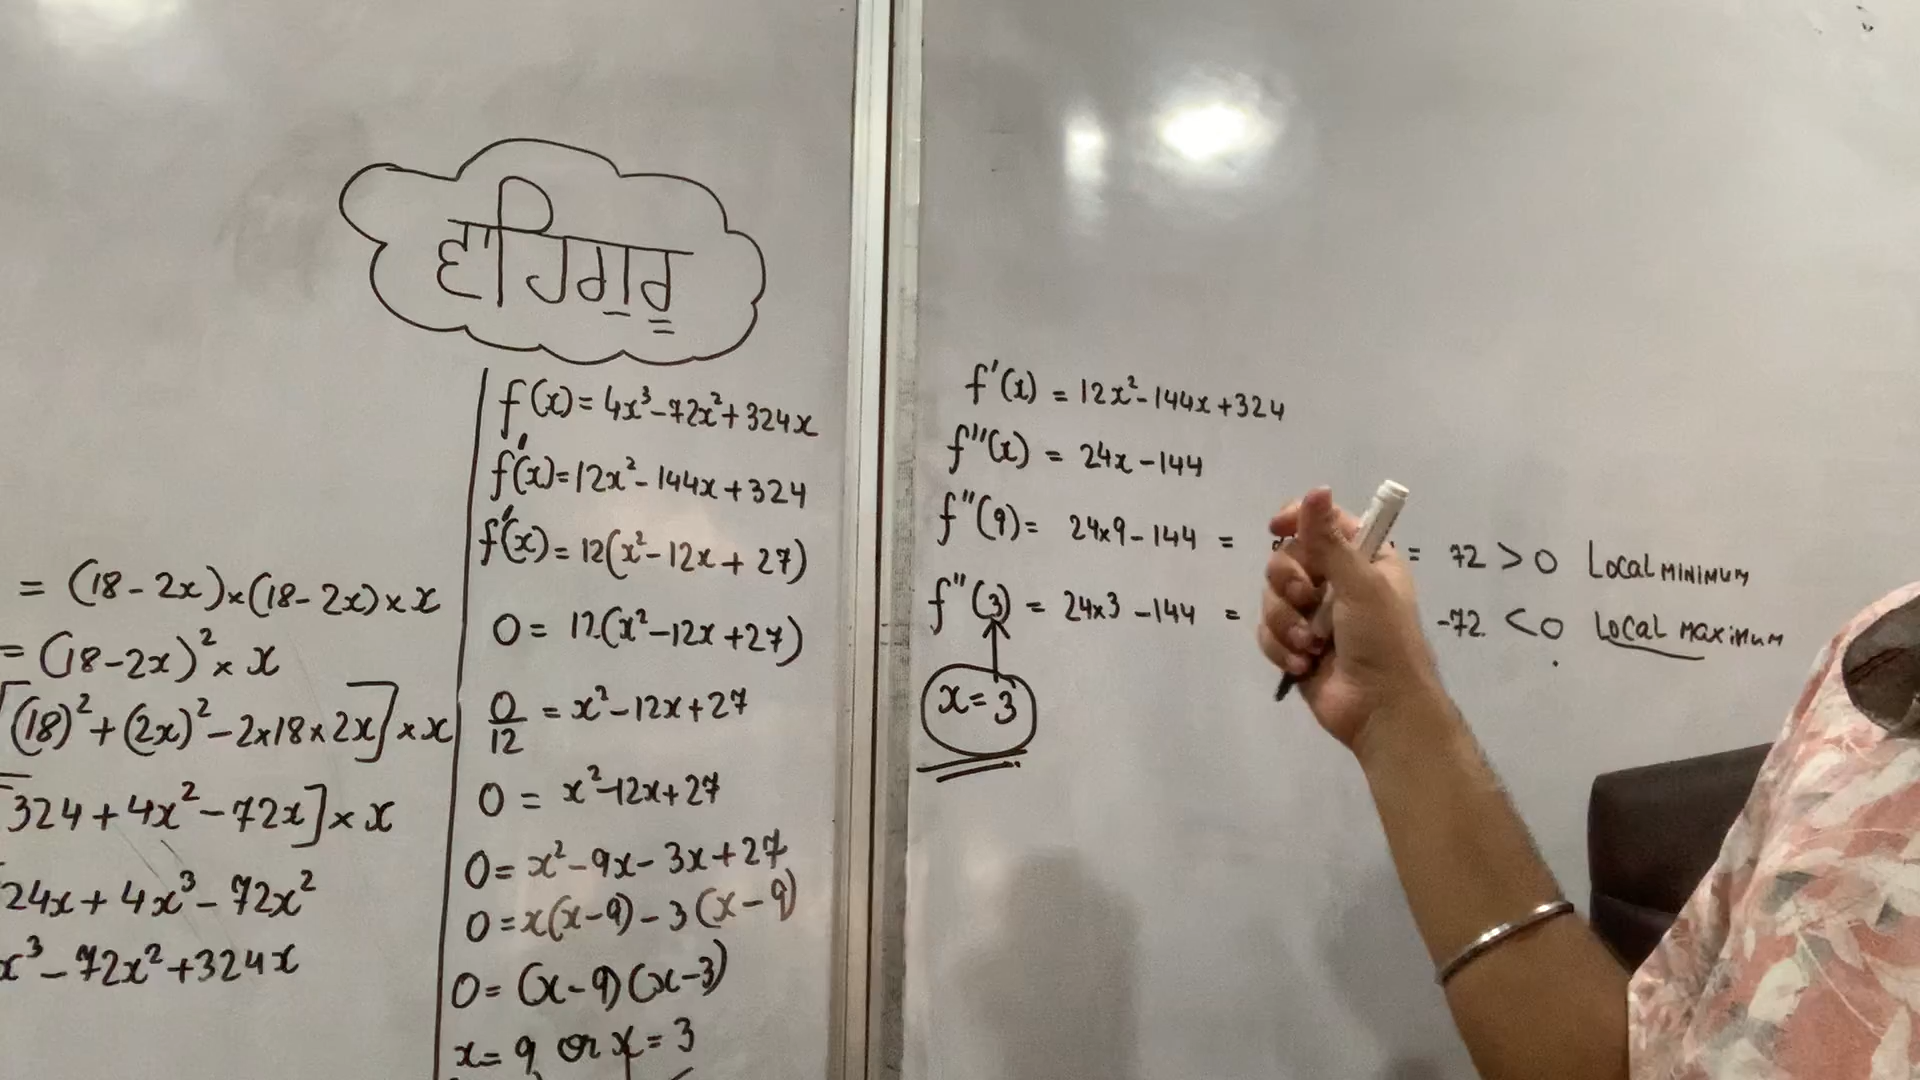 ਵਾਹਿਗੁਰੂ
= (18 - 2x) × (18 - 2x) × x
= (18 - 2x)² × x
[(18)² + (2x)² - 2×18×2x] × x
[324 + 4x² - 72x] × x
24x + 4x³ - 72x²
x³ - 72x² + 324x
f(x) = 4x³ - 72x² + 324x
f'(x) = 12x² - 144x + 324
f'(x) = 12(x² - 12x + 27)
0 = 12(x² - 12x + 27)
0/12 = x² - 12x + 27
0 = x² - 12x + 27
0 = x² - 9x - 3x + 27
0 = x(x - 9) - 3(x - 9)
0 = (x - 9)(x - 3)
x = 9 or x = 3
f'(x) = 12x² - 144x + 324
f''(x) = 24x - 144
f''(9) = 24×9 - 144 = = 72 > 0 Local MINIMUM
f''(3) = 24×3 - 144 = -72 < 0 Local MAXIMUM
x = 3